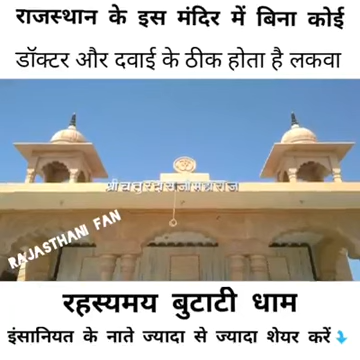 राजस्थान के इस मंदिर में बिना कोई
डॉक्टर और दवाई के ठीक होता है लकवा
RAJASTHANI FAN
रहस्यमय बुटाटी धाम
इंसानियत के नाते ज्यादा से ज्यादा शेयर करें